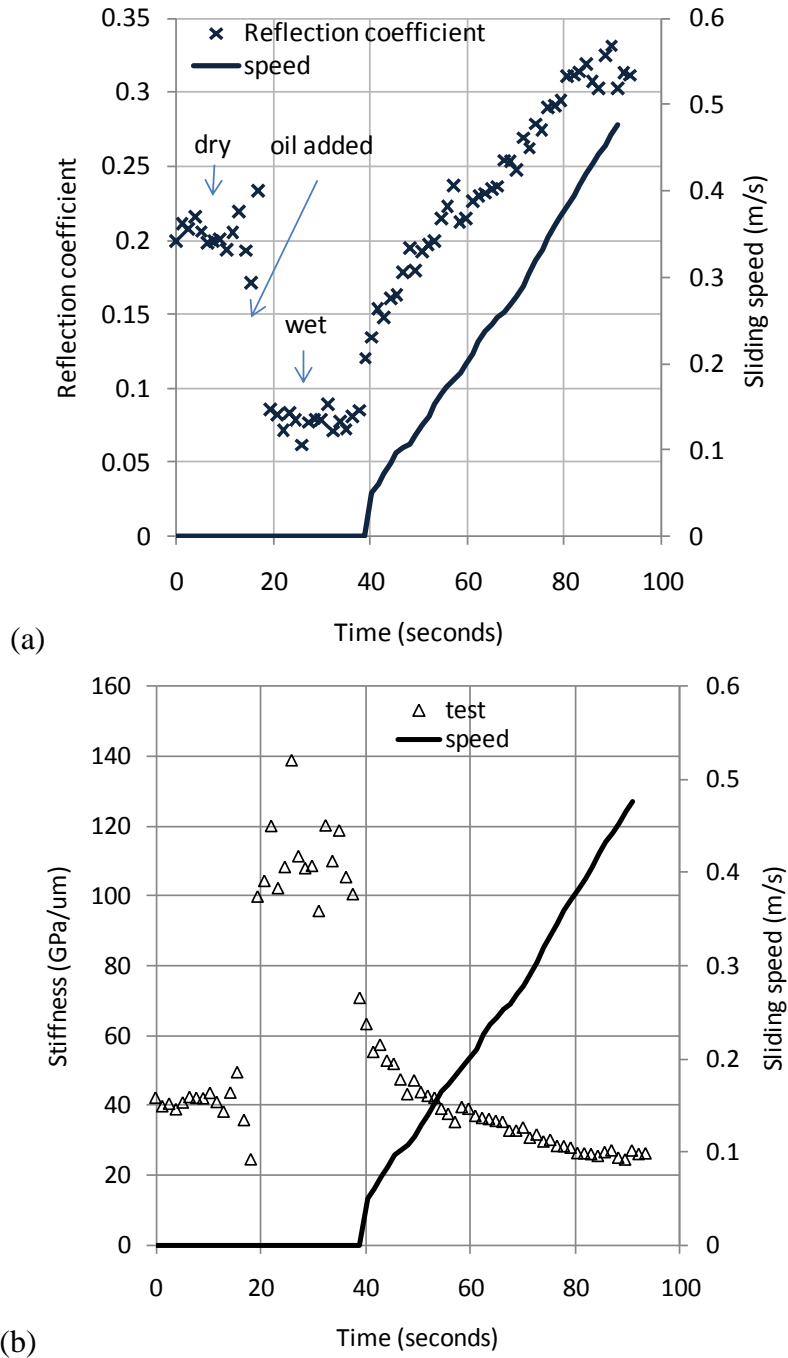 0.35
0.3
0.25
0.2
0.15
0.1
0.05
0
Reflection coefficient
Reflection coefficient
speed
dry
oil added
wet
0.6
0.5
0.4
0.3
0.2
0.1
0
Sliding speed (m/s)
0 20 40 60 80 100
Time (seconds)
(a)
160
140
120
100
80
60
40
20
0
Stiffness (GPa/um)
test
speed
0.6
0.5
0.4
0.3
0.2
0.1
0
Sliding speed (m/s)
0 20 40 60 80 100
Time (seconds)
(b)